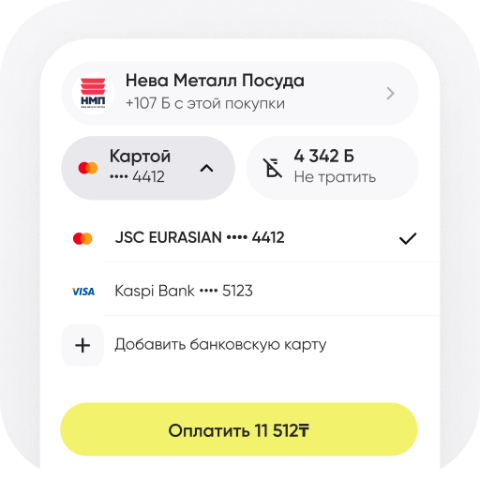 НМП
Нева Металл Посуда
+107 Б с этой покупки
Картой
•••• 4412
4 342 Б
Не тратить
JSC EURASIAN •••• 4412
VISA
Kaspi Bank •••• 5123
Добавить банковскую карту
Оплатить 11 512₸